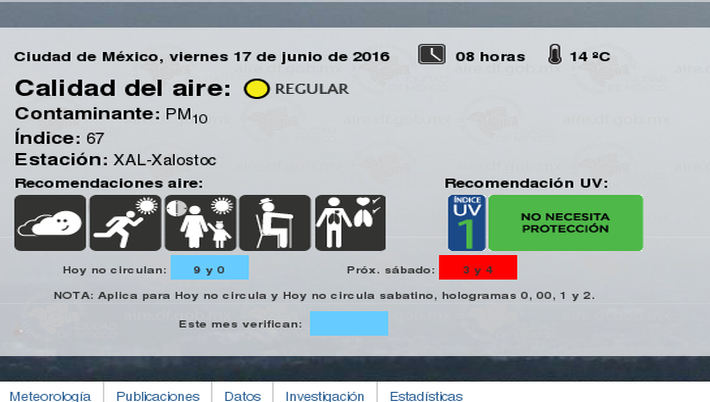 Ciudad de México, viernes 17 de junio de 2016 08 horas 14 ºC
Calidad del aire: REGULAR
Contaminante: PM10
Índice: 67
Estación: XAL-Xalostoc
Recomendaciones aire: Recomendación UV:
ÍNDICE
UV
1
NO NECESITA
PROTECCIÓN
Hoy no circulan: 9 y 0 Próx. sábado: 3 y 4
NOTA: Aplica para Hoy no circula y Hoy no circula sabatino, hologramas 0, 00, 1 y 2.
Este mes verifican:
Meteorología Publicaciones Datos Investigación Estadísticas